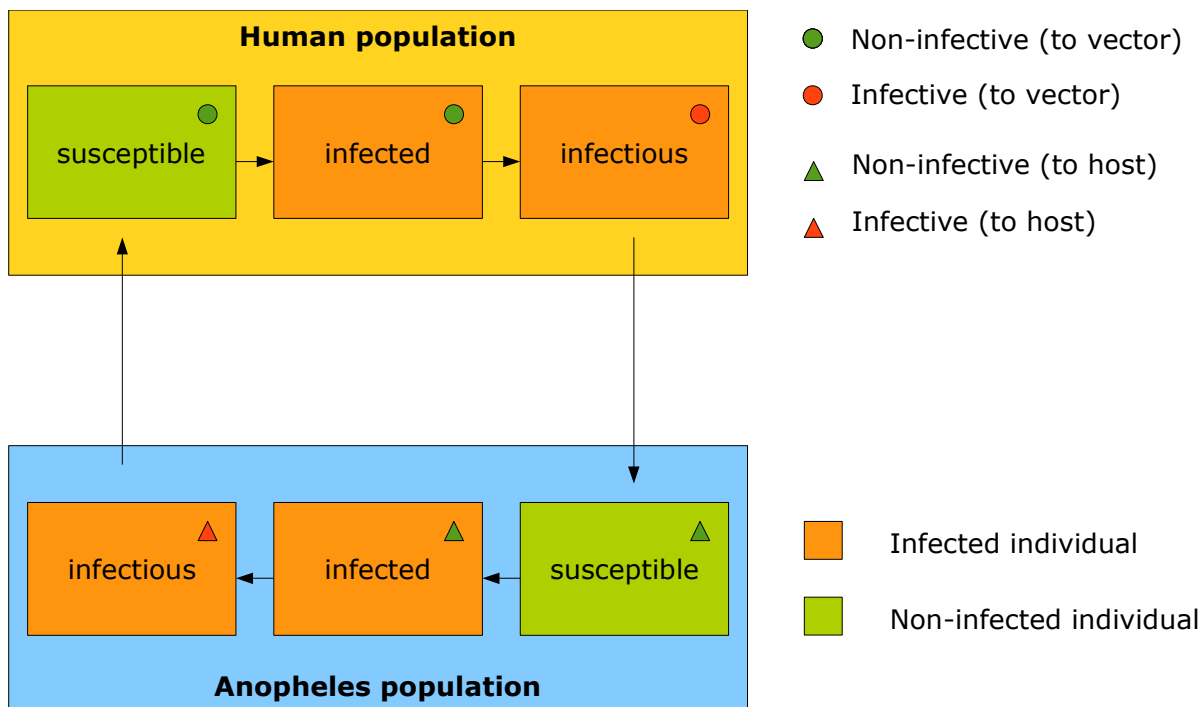 Human population
susceptible
infected
infectious
Non-infective (to vector)
Infective (to vector)
Non-infective (to host)
Infective (to host)
infectious
infected
susceptible
Anopheles population
Infected individual
Non-infected individual